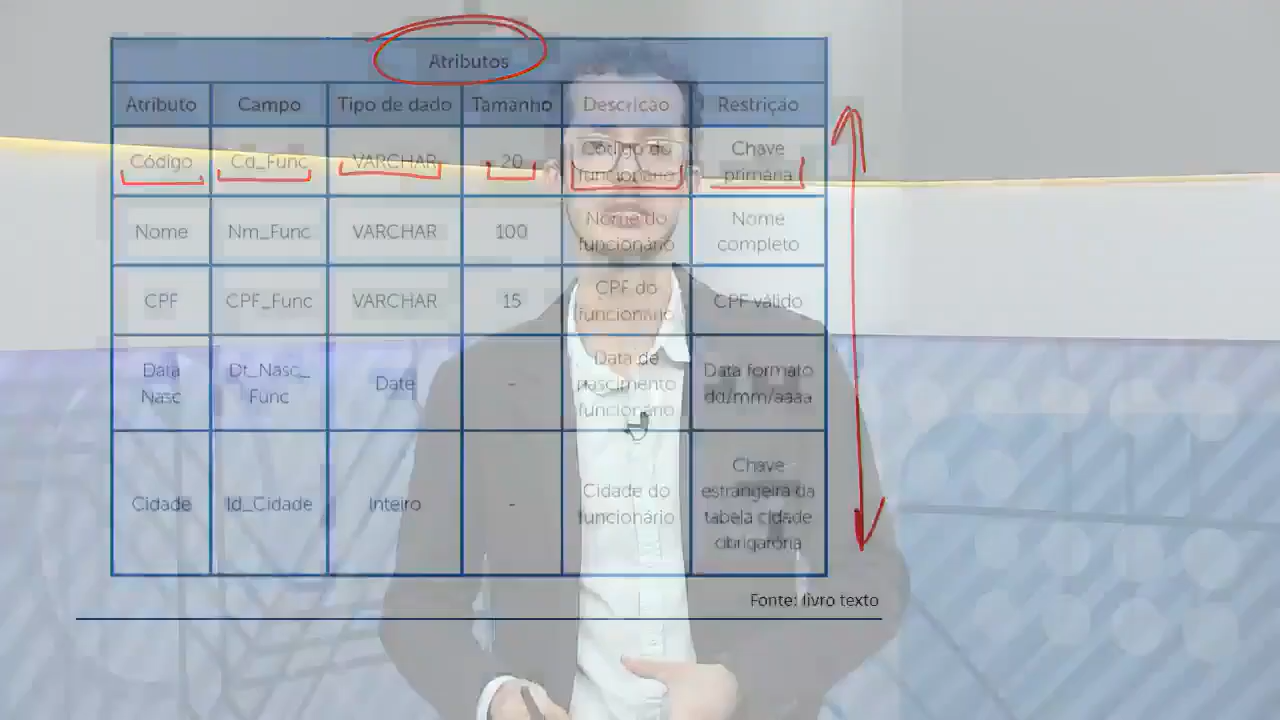 Atributos
Atributo Campo Tipo de dado Tamanho Descrição Restrição
Código Cd_Func VARCHAR 20 Código do funcionário Chave primária
Nome Nm_Func VARCHAR 100 Nome do funcionário Nome completo
CPF CPF_Func VARCHAR 15 CPF do funcionário CPF válido
Data Nasc Dt_Nasc_ Func Date - Data de nascimento funcionário Data formato dd/mm/aaaa
Cidade Id_Cidade Inteiro - Cidade do funcionário Chave estrangeira da tabela cidade obrigatória
Fonte: livro texto